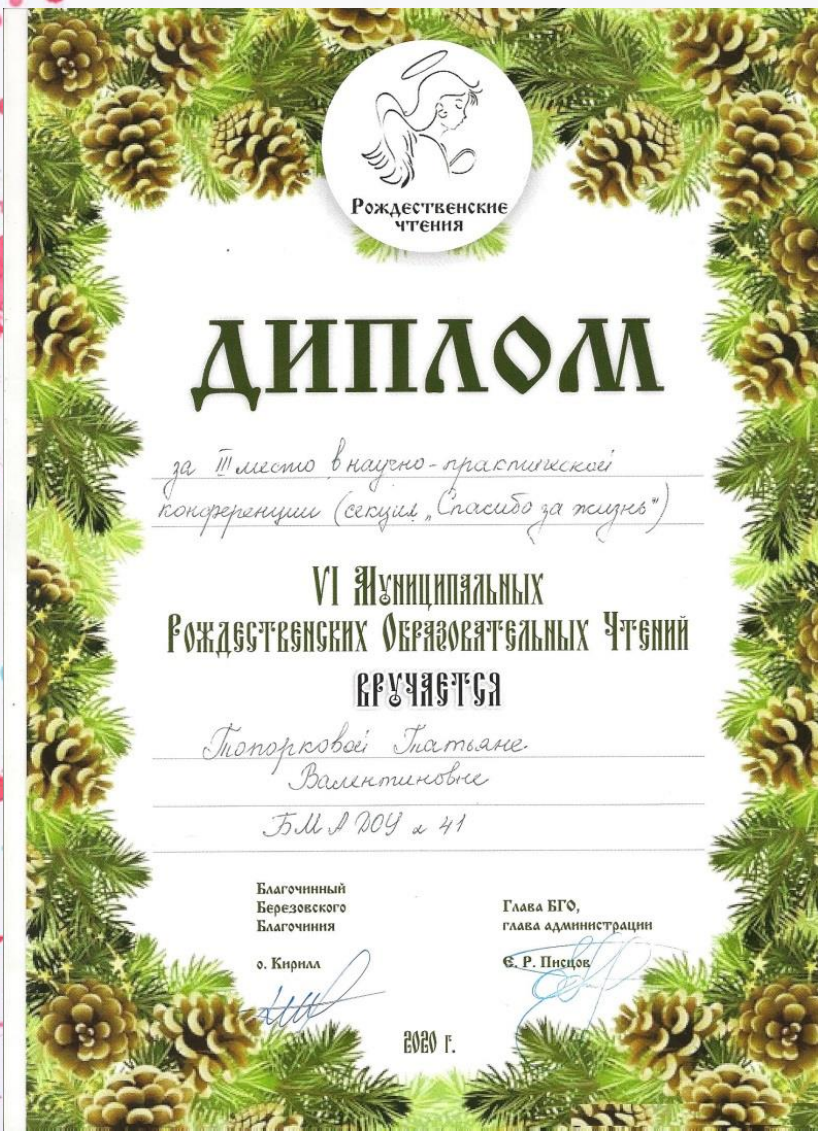 Рождественские
чтения
ДИПЛОМ
за III место в научно-практической
конференции (секция „Спасибо за жизнь")
VI Муниципальных
Рождественских Образовательных Чтений
вручается
Топорковой Татьяне
Валентиновне
БМАДОУ № 41
Благочинный
Березовского
Благочиния
о. Кирилл
Глава БГО,
глава администрации
Є. Р. Писцов
2020 г.